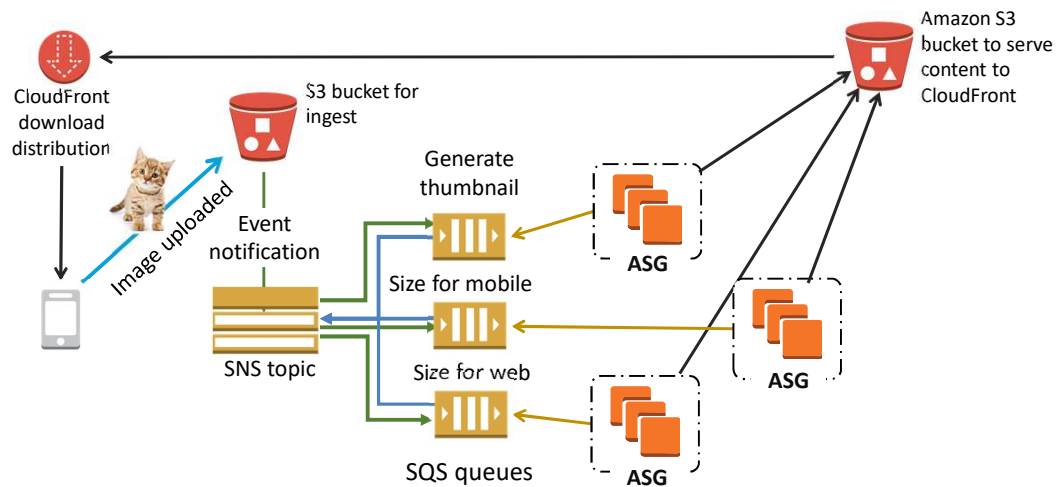 Amazon S3
bucket to serve
content to
CloudFront
CloudFront
download
distribution
S3 bucket for
ingest
Image uploaded
Event
notification
Generate
thumbnail
ASG
Size for mobile
ASG
SNS topic
Size for web
ASG
SQS queues